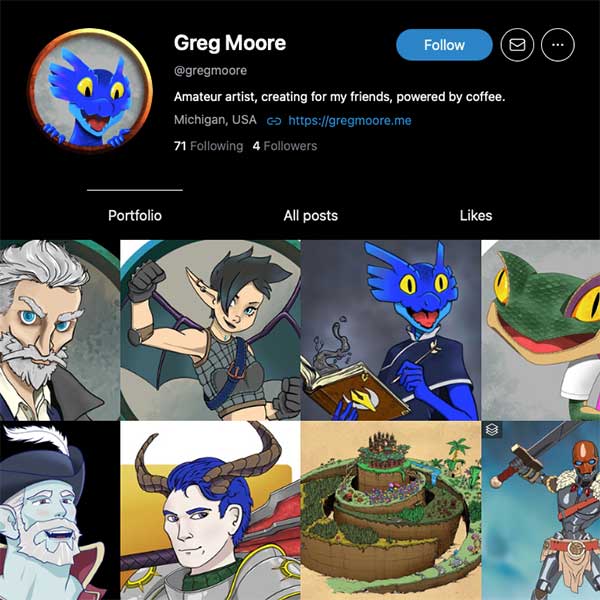 Greg Moore
Follow
@gregmoore
Amateur artist, creating for my friends, powered by coffee.
Michigan, USA https://gregmoore.me
71 Following 4 Followers
Portfolio All posts Likes